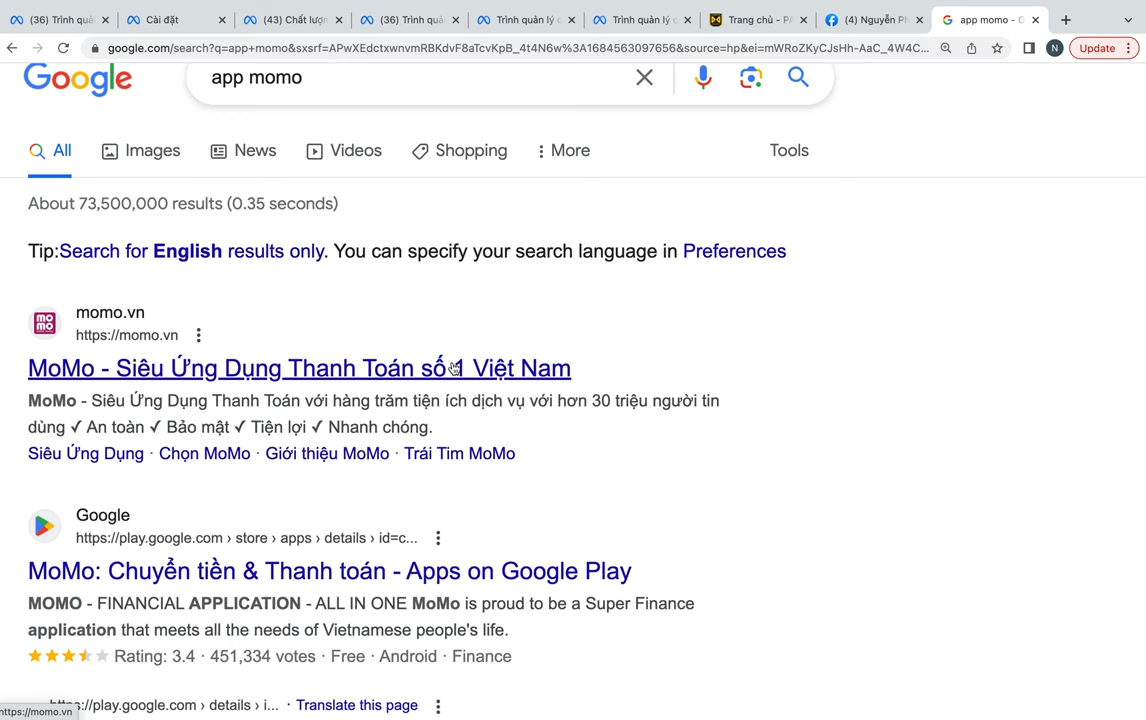 (36) Trình quản
Cài đặt
(43) Chất lượn
(36) Trình quản
Trình quản lý c
Trình quản lý c
Trang chủ - PA
(4) Nguyễn Ph
app momo - G
google.com/search?q=app+momo&sxsrf=APwXEdctxwnvmRBKdvF8aTcvKpB_4t4N6w%3A1684563097656&source=hp&ei=mWRoZKyCJsHh-AaC_4W4C...
N
Update
Google
app momo
All
Images
News
Videos
Shopping
More
Tools
About 73,500,000 results (0.35 seconds)
Tip:Search for English results only. You can specify your search language in Preferences
momo.vn
mo
mo
https://momo.vn
MoMo - Siêu Ứng Dụng Thanh Toán số 1 Việt Nam
MoMo - Siêu Ứng Dụng Thanh Toán với hàng trăm tiện ích dịch vụ với hơn 30 triệu người tin
dùng ✓ An toàn ✓ Bảo mật ✓ Tiện lợi ✓ Nhanh chóng.
Siêu Ứng Dụng · Chọn MoMo · Giới thiệu MoMo · Trái Tim MoMo
Google
https://play.google.com › store › apps › details › id=c...
MoMo: Chuyển tiền & Thanh toán - Apps on Google Play
MOMO - FINANCIAL APPLICATION - ALL IN ONE MoMo is proud to be a Super Finance
application that meets all the needs of Vietnamese people's life.
Rating: 3.4 · 451,334 votes · Free · Android · Finance
https://play.google.com › details › i... · Translate this page
https://momo.vn